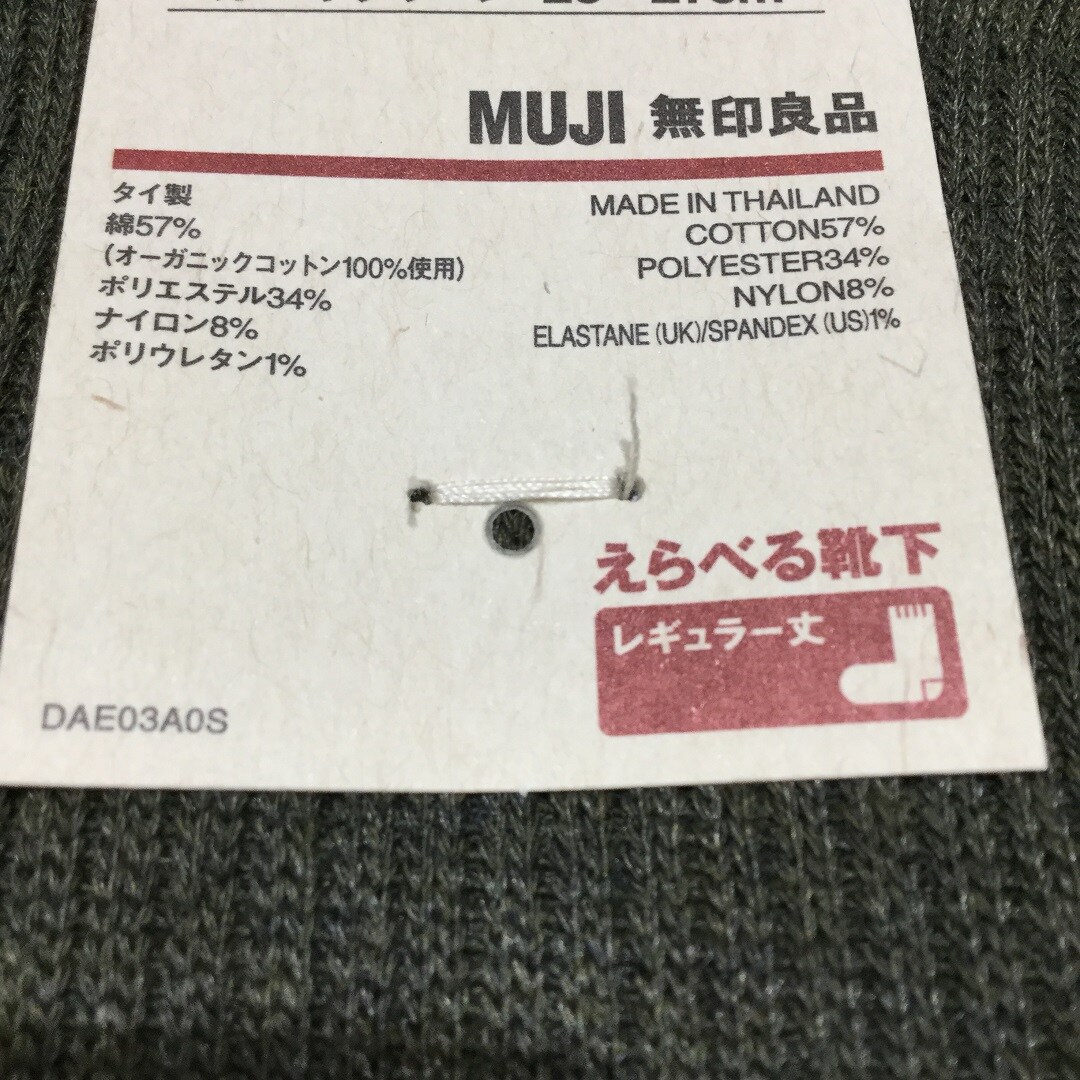 MUJI 無印良品
タイ製
綿57%
(オーガニックコットン100%使用)
ポリエステル34%
ナイロン8%
ポリウレタン1%
MADE IN THAILAND
COTTON57%
POLYESTER34%
NYLON8%
ELASTANE (UK)/SPANDEX (US)1%
えらべる靴下
レギュラー丈
DAE03A0S